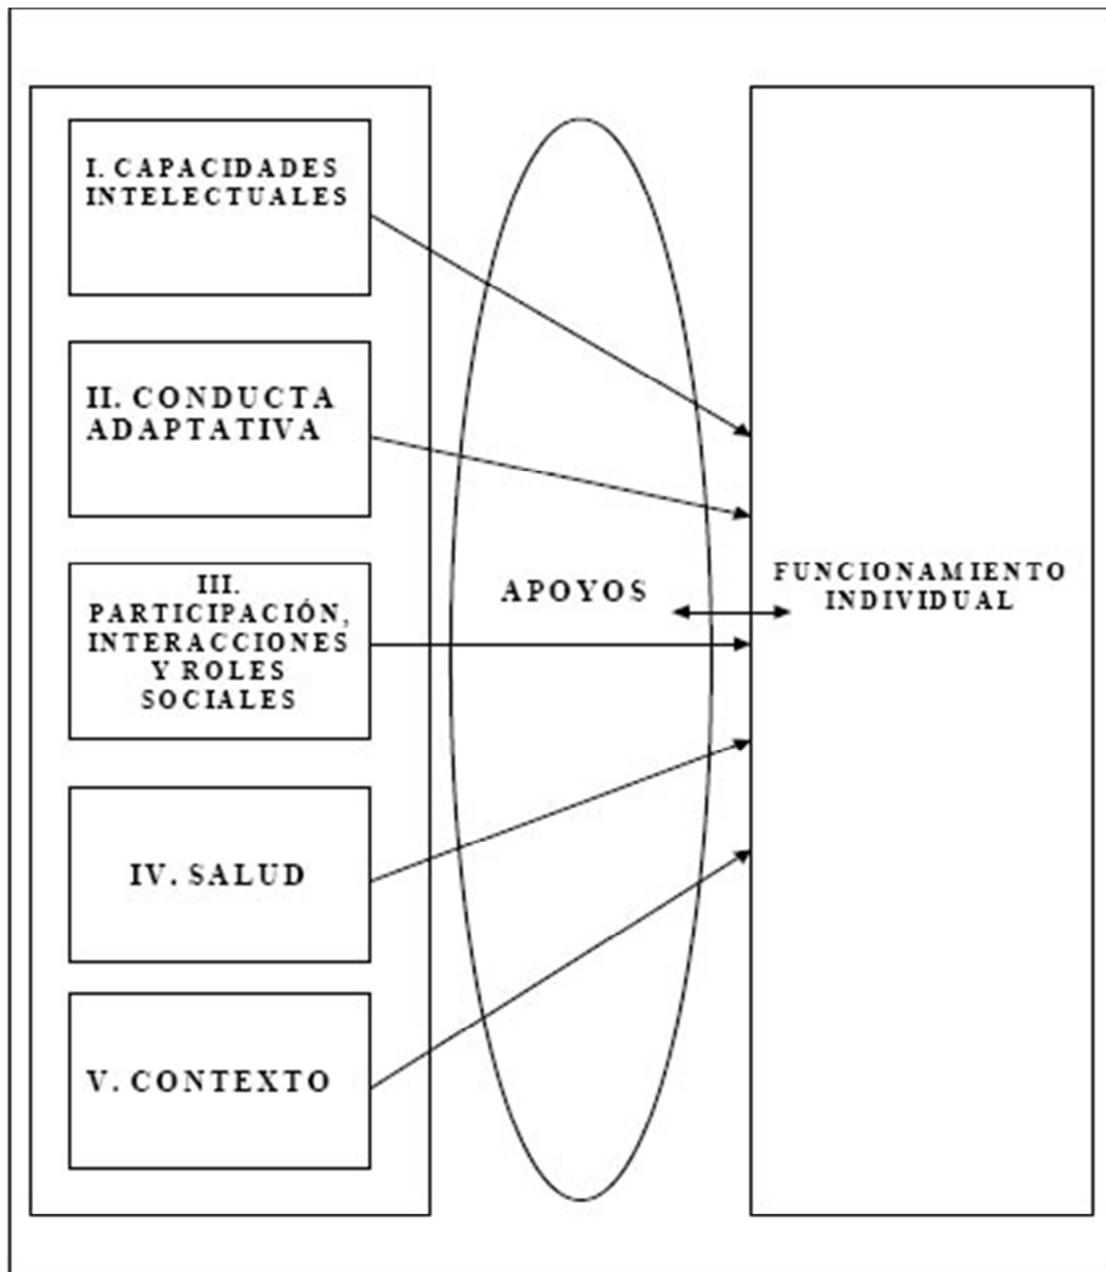 I. CAPACIDADES
INTELECTUALES
II. CONDUCTA
ADAPTATIVA
III.
PARTICIPACIÓN,
INTERACCIONES
Y ROLES
SOCIALES
IV. SALUD
V. CONTEXTO
APOYOS
FUNCIONAMIENTO
INDIVIDUAL